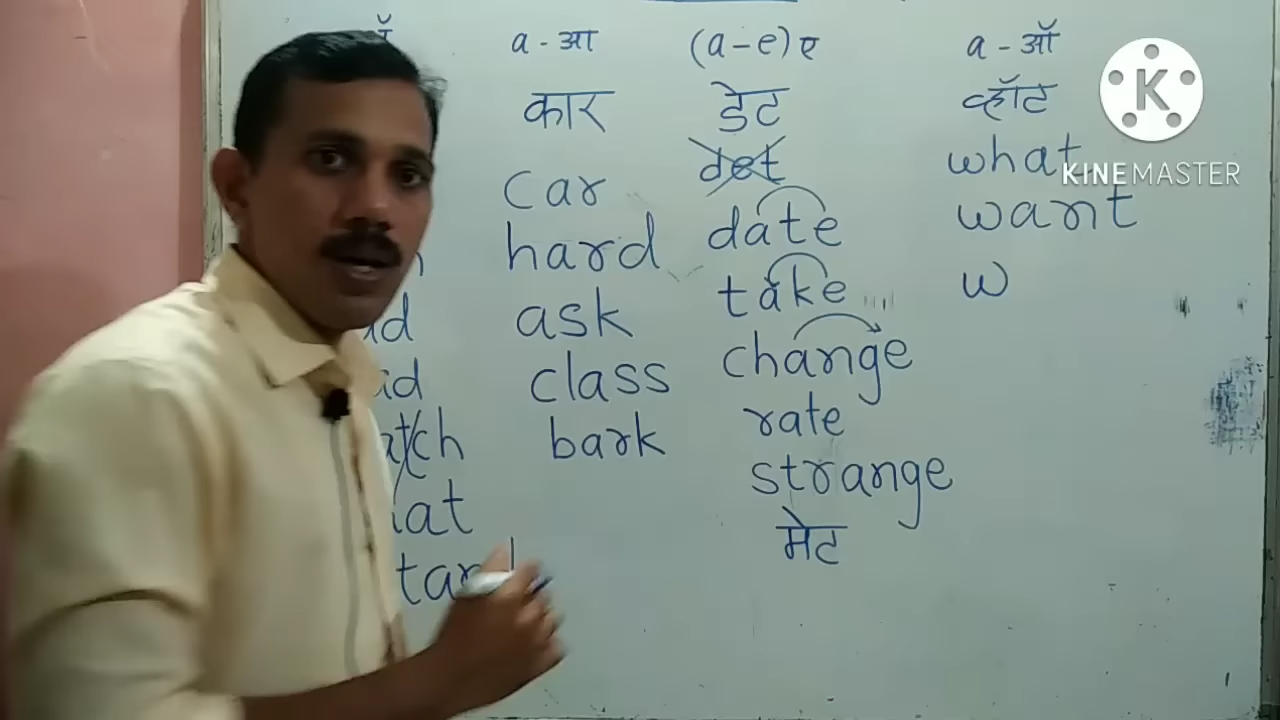 a - आ
कार
car
hard
ask
class
bark
(a-e) ए
डेट
det
date
take
change
rate
strange
मेट
a - ऑ
व्हॉट
what
want
w
K
KINEMASTER